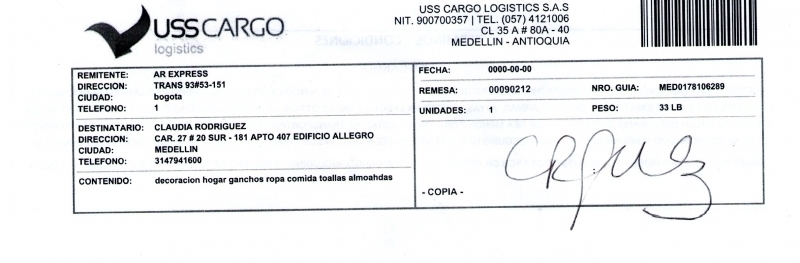 USSCARGO
logistics
USS CARGO LOGISTICS S.A.S
NIT. 900700357 | TEL. (057) 4121006
CL 35 A # 80A - 40
MEDELLIN - ANTIOQUIA
REMITENTE: AR EXPRESS
DIRECCION: TRANS 93#53-151
CIUDAD: bogota
TELEFONO: 1
DESTINATARIO: CLAUDIA RODRIGUEZ
DIRECCION: CAR. 27 # 20 SUR - 181 APTO 407 EDIFICIO ALLEGRO
CIUDAD: MEDELLIN
TELEFONO: 3147941600
CONTENIDO: decoracion hogar ganchos ropa comida toallas almoahdas
FECHA: 0000-00-00
REMESA: 00090212 NRO. GUIA: MED0178106289
UNIDADES: 1 PESO: 33 LB
- COPIA -